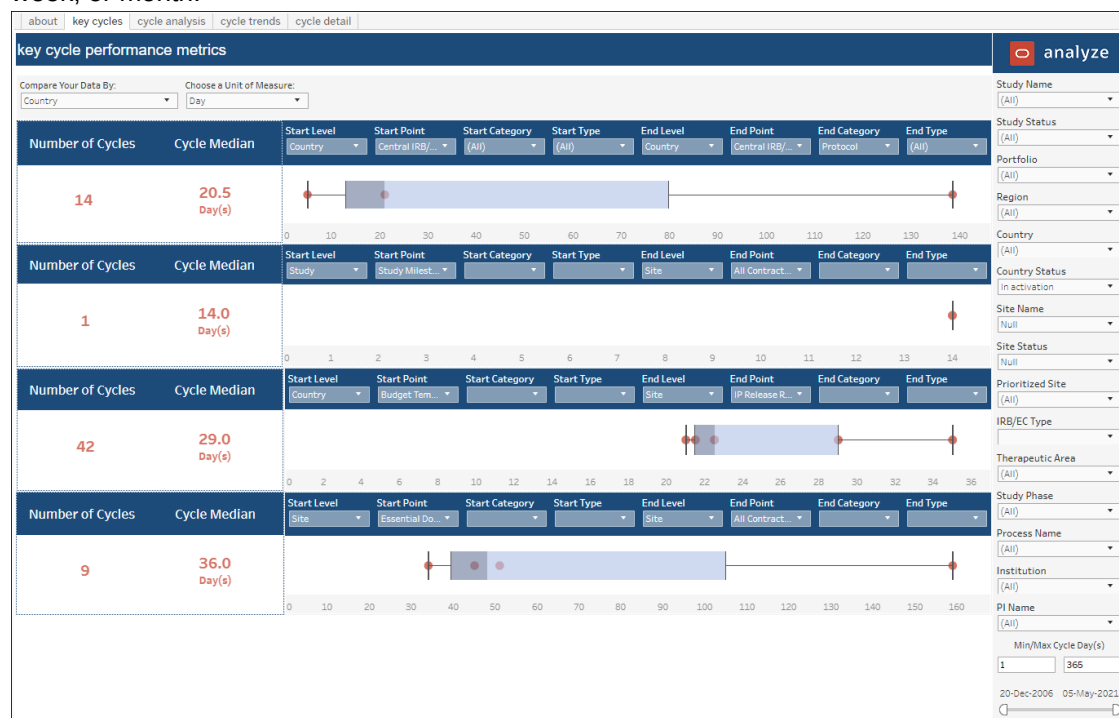 week, or month.
about key cycles cycle analysis cycle trends cycle detail
key cycle performance metrics
analyze
Compare Your Data By: Choose a Unit of Measure:
Country Day
Number of Cycles Cycle Median
Start Level Start Point Start Category Start Type End Level End Point End Category End Type
Country Central IRB/... (All) (All) Country Central IRB/... Protocol (All)
14 20.5
Day(s)
0 10 20 30 40 50 60 70 80 90 100 110 120 130 140
Number of Cycles Cycle Median
Start Level Start Point Start Category Start Type End Level End Point End Category End Type
Study Study Milest... Site All Contract...
1 14.0
Day(s)
0 1 2 3 4 5 6 7 8 9 10 11 12 13 14
Number of Cycles Cycle Median
Start Level Start Point Start Category Start Type End Level End Point End Category End Type
Country Budget Tem... Site IP Release R...
42 29.0
Day(s)
0 2 4 6 8 10 12 14 16 18 20 22 24 26 28 30 32 34 36
Number of Cycles Cycle Median
Start Level Start Point Start Category Start Type End Level End Point End Category End Type
Site Essential Do... Site All Contract...
9 36.0
Day(s)
0 10 20 30 40 50 60 70 80 90 100 110 120 130 140 150 160
Study Name
(All)
Study Status
(All)
Portfolio
(All)
Region
(All)
Country
(All)
Country Status
In activation
Site Name
Null
Site Status
Null
Prioritized Site
(All)
IRB/EC Type
Therapeutic Area
(All)
Study Phase
(All)
Process Name
(All)
Institution
(All)
PI Name
(All)
Min/Max Cycle Day(s)
1 365
20-Dec-2006 05-May-2021